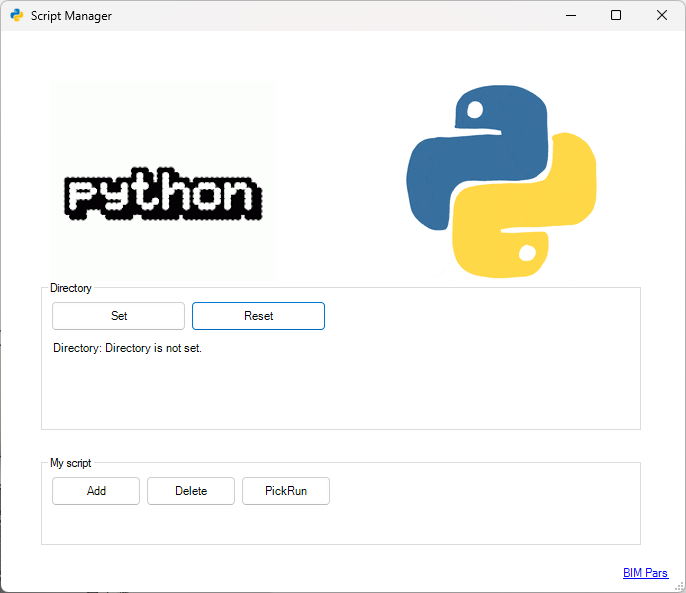 Script Manager
python
Directory
Set
Reset
Directory: Directory is not set.
My script
Add
Delete
PickRun
BIM Pars